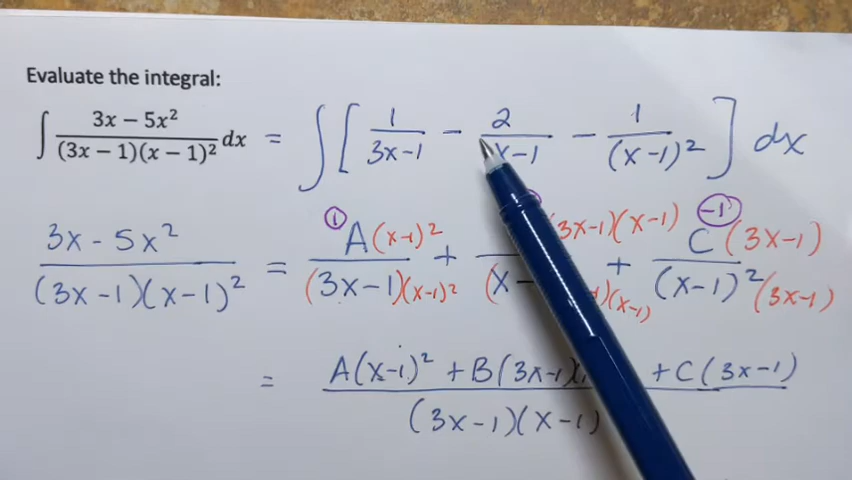 Evaluate the integral:
∫ (3x − 5x²)/((3x − 1)(x − 1)²) dx = ∫ [ 1/(3x−1) − 2/(x−1) − 1/(x−1)² ] dx
① −1
(3x − 5x²)/((3x−1)(x−1)²) = A(x−1)²/((3x−1)(x−1)²) + (3x−1)(x−1)/((x− (x−1)) + C(3x−1)/((x−1)²(3x−1))
= (A(x−1)² + B(3x−1)( + C(3x−1))/((3x−1)(x−1)